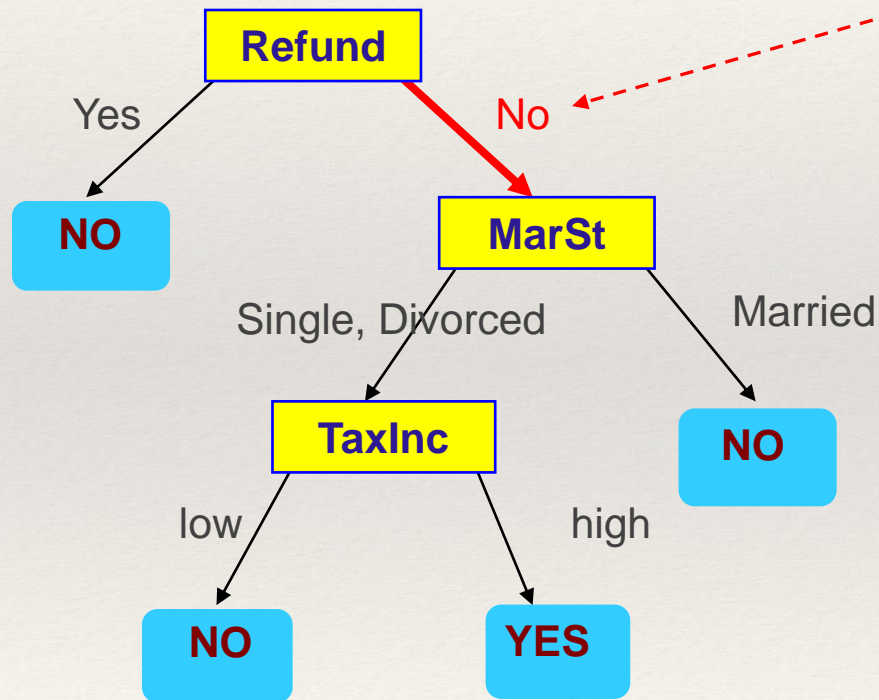 Refund
Yes
No
NO
MarSt
Single, Divorced
Married
TaxInc
NO
low
high
NO
YES